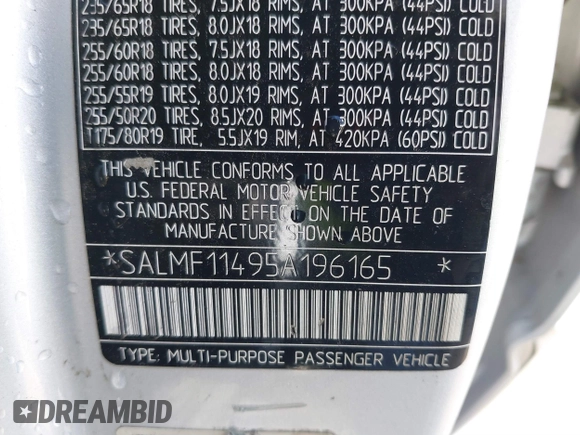 235/65R18 TIRES, 7.5JX18 RIMS, AT 300KPA (44PSI) COLD
235/65R18 TIRES, 8.0JX18 RIMS, AT 300KPA (44PSI) COLD
255/60R18 TIRES, 7.5JX18 RIMS, AT 300KPA (44PSI) COLD
255/60R18 TIRES, 8.0JX18 RIMS, AT 300KPA (44PSI) COLD
255/55R19 TIRES, 8.0JX19 RIMS, AT 300KPA (44PSI) COLD
255/50R20 TIRES, 8.5JX20 RIMS, AT 300KPA (44PSI) COLD
T175/80R19 TIRE, 5.5JX19 RIM, AT 420KPA (60PSI) COLD
THIS VEHICLE CONFORMS TO ALL APPLICABLE
U.S. FEDERAL MOTOR VEHICLE SAFETY
STANDARDS IN EFFECT ON THE DATE OF
MANUFACTURE SHOWN ABOVE
*SALMF11495A196165 *
TYPE: MULTI-PURPOSE PASSENGER VEHICLE
DREAMBID